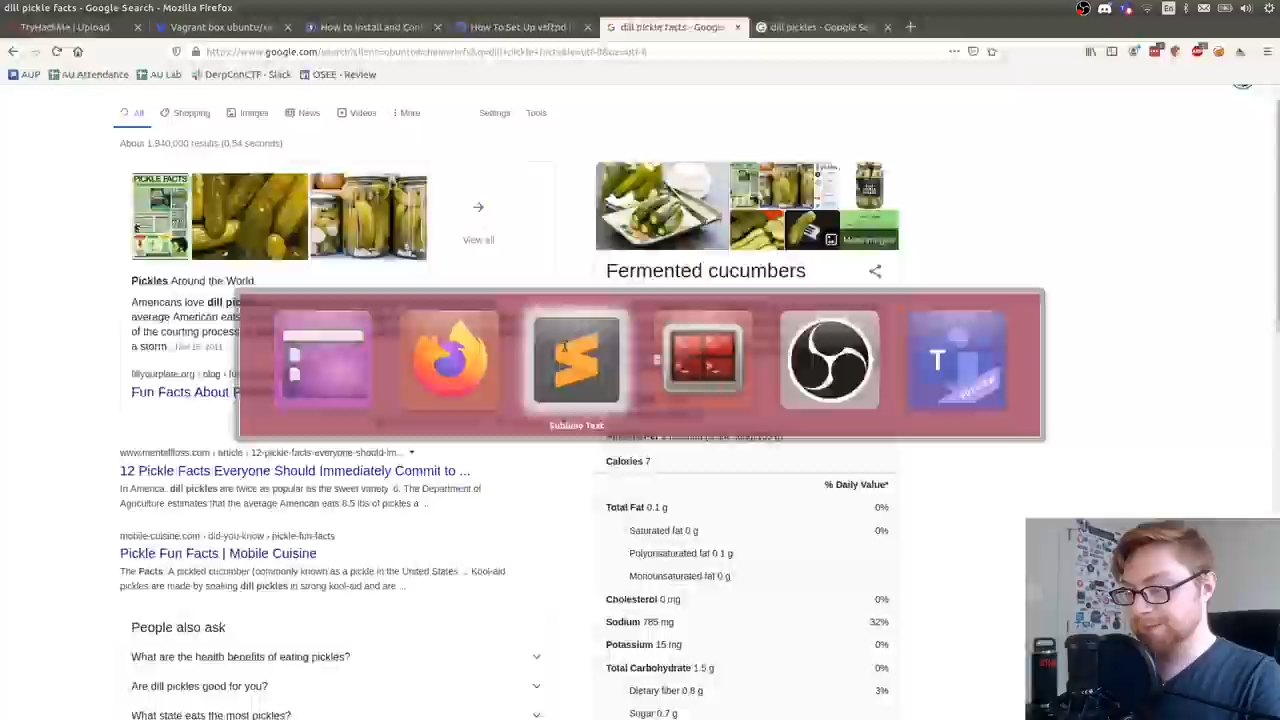 dill pickle facts - Google Search - Mozilla Firefox
En
TryHackMe | Upload
Vagrant box ubuntu/
How to Install and Con
How To Set Up vsftpd
dill pickle facts - Google
dill pickles - Google Se
AUP
AU Attendance
AU Lab
DerpConCTF - Slack
OSEE - Review
All
Shopping
Images
News
Videos
More
Settings
Tools
About 1,940,000 results (0.54 seconds)
PICKLE FACTS
View all
More images
Pickles Around the World
Fermented cucumbers
Americans love dill pic
average American eats
of the courting process
a storm.
fillyourplate.org › blog › fu
Fun Facts About P
Sublime Text
T
PREVIEW
Calories 7
www.mentalfloss.com › article › 12-pickle-facts-everyone-should-im...
% Daily Value*
12 Pickle Facts Everyone Should Immediately Commit to ...
In America, dill pickles are twice as popular as the sweet variety. 6. The Department of
Agriculture estimates that the average American eats 8.5 lbs of pickles a ...
Total Fat 0.1 g 0%
Saturated fat 0 g 0%
Polyunsaturated fat 0.1 g
Monounsaturated fat 0 g
mobile-cuisine.com › did-you-know › pickle-fun-facts
Pickle Fun Facts | Mobile Cuisine
The Facts: A pickled cucumber (commonly known as a pickle in the United States ... Kool-aid
pickles are made by soaking dill pickles in strong kool-aid and are ...
Cholesterol 0 mg 0%
Sodium 785 mg 32%
Potassium 15 mg 0%
Total Carbohydrate 1.5 g 0%
Dietary fiber 0.8 g 3%
Sugar 0.7 g
People also ask
What are the health benefits of eating pickles?
Are dill pickles good for you?
What state eats the most pickles?